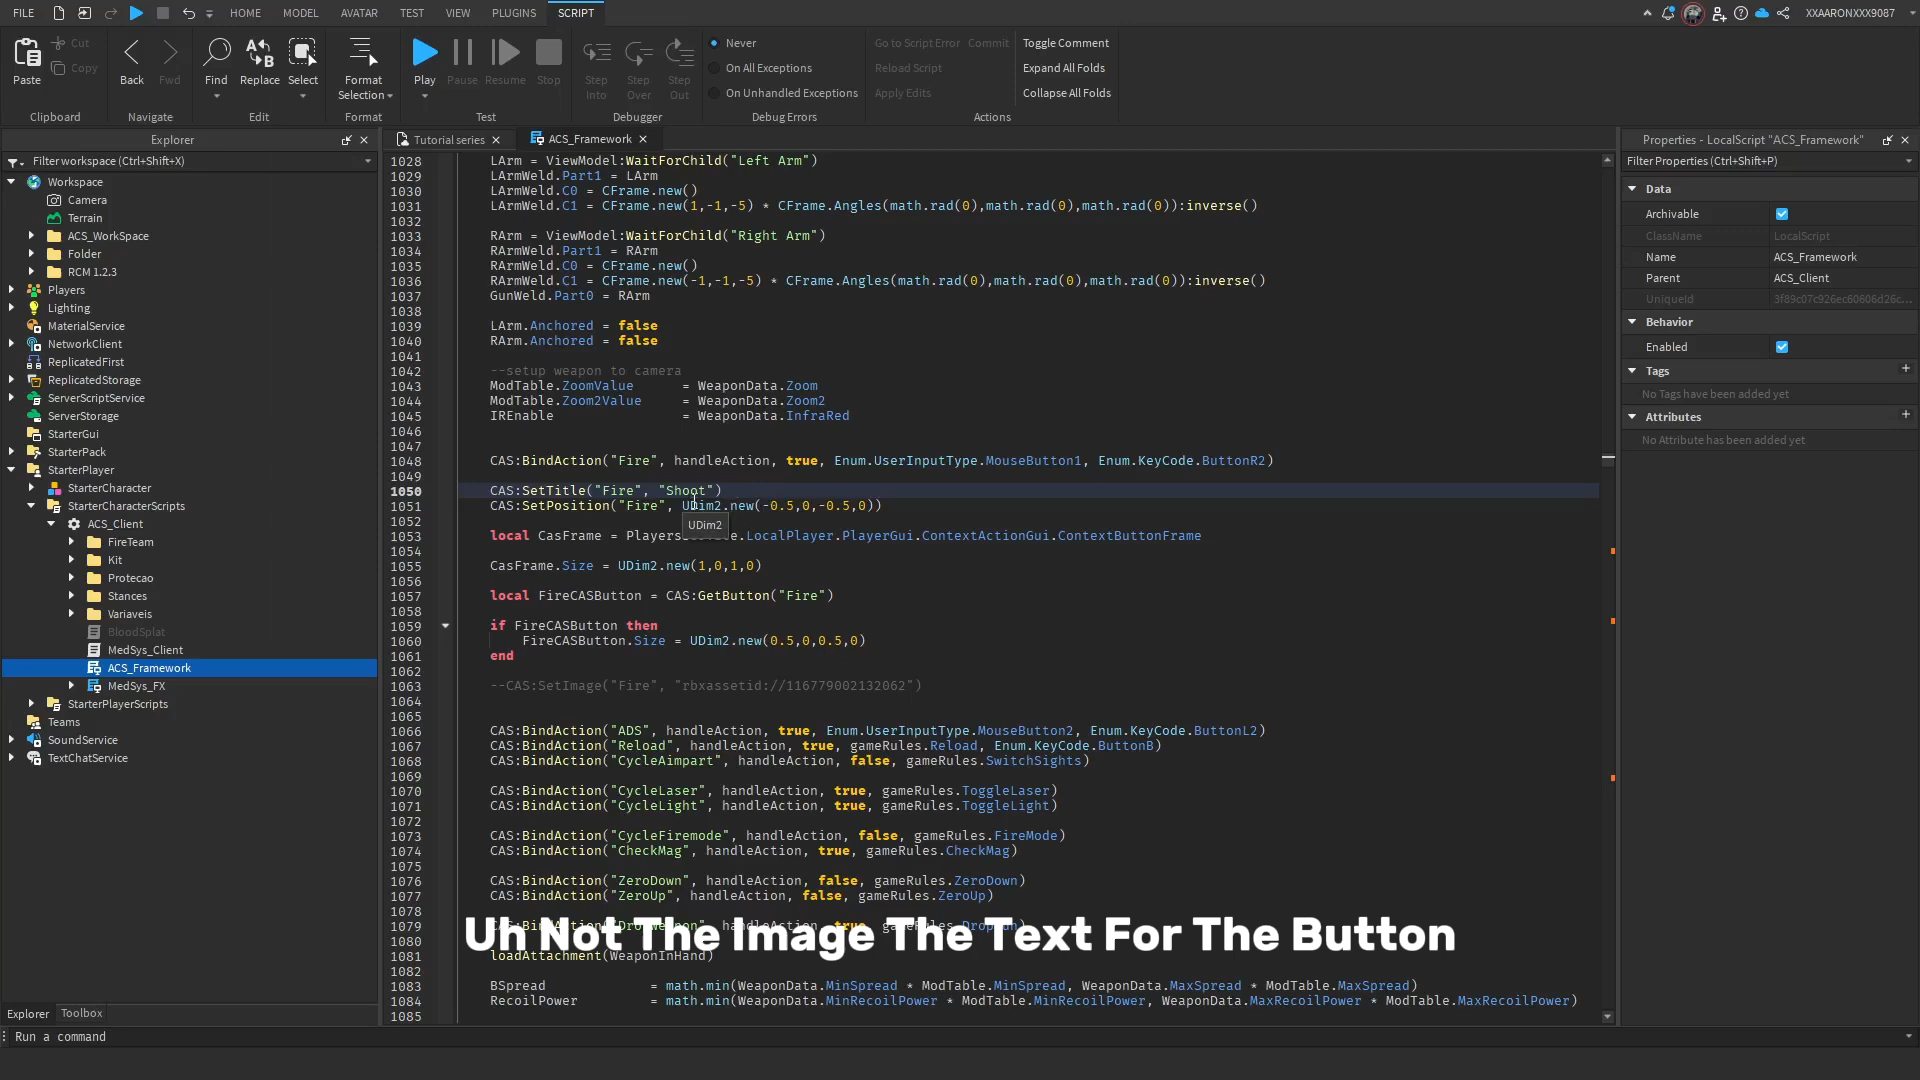 FILE HOME MODEL AVATAR TEST VIEW PLUGINS SCRIPT XXAARONXXX9087
Paste Cut Copy Back Fwd Find Replace Select Format Selection Play Pause Resume Stop Step Into Step Over Step Out
Never
On All Exceptions
On Unhandled Exceptions
Go to Script Error Commit
Reload Script
Apply Edits
Toggle Comment
Expand All Folds
Collapse All Folds
Clipboard Navigate Edit Format Test Debugger Debug Errors Actions
Explorer
Filter workspace (Ctrl+Shift+X)
Workspace
Camera
Terrain
ACS_WorkSpace
Folder
RCM 1.2.3
Players
Lighting
MaterialService
NetworkClient
ReplicatedFirst
ReplicatedStorage
ServerScriptService
ServerStorage
StarterGui
StarterPack
StarterPlayer
StarterCharacter
StarterCharacterScripts
ACS_Client
FireTeam
Kit
Protecao
Stances
Variaveis
BloodSplat
MedSys_Client
ACS_Framework
MedSys_FX
StarterPlayerScripts
Teams
SoundService
TextChatService
Explorer Toolbox
Tutorial series ACS_Framework
1028 LArm = ViewModel:WaitForChild("Left Arm")
1029 LArmWeld.Part1 = LArm
1030 LArmWeld.C0 = CFrame.new()
1031 LArmWeld.C1 = CFrame.new(1,-1,-5) * CFrame.Angles(math.rad(0),math.rad(0),math.rad(0)):inverse()
1032
1033 RArm = ViewModel:WaitForChild("Right Arm")
1034 RArmWeld.Part1 = RArm
1035 RArmWeld.C0 = CFrame.new()
1036 RArmWeld.C1 = CFrame.new(-1,-1,-5) * CFrame.Angles(math.rad(0),math.rad(0),math.rad(0)):inverse()
1037 GunWeld.Part0 = RArm
1038
1039 LArm.Anchored = false
1040 RArm.Anchored = false
1041
1042 --setup weapon to camera
1043 ModTable.ZoomValue = WeaponData.Zoom
1044 ModTable.Zoom2Value = WeaponData.Zoom2
1045 IREnable = WeaponData.InfraRed
1046
1047
1048 CAS:BindAction("Fire", handleAction, true, Enum.UserInputType.MouseButton1, Enum.KeyCode.ButtonR2)
1049
1050 CAS:SetTitle("Fire", "Shoot")
1051 CAS:SetPosition("Fire", UDim2.new(-0.5,0,-0.5,0))
UDim2
1052
1053 local CasFrame = Players .LocalPlayer.PlayerGui.ContextActionGui.ContextButtonFrame
1054
1055 CasFrame.Size = UDim2.new(1,0,1,0)
1056
1057 local FireCASButton = CAS:GetButton("Fire")
1058
1059 if FireCASButton then
1060 FireCASButton.Size = UDim2.new(0.5,0,0.5,0)
1061 end
1062
1063 --CAS:SetImage("Fire", "rbxassetid://116779002132062")
1064
1065
1066 CAS:BindAction("ADS", handleAction, true, Enum.UserInputType.MouseButton2, Enum.KeyCode.ButtonL2)
1067 CAS:BindAction("Reload", handleAction, true, gameRules.Reload, Enum.KeyCode.ButtonB)
1068 CAS:BindAction("CycleAimpart", handleAction, false, gameRules.SwitchSights)
1069
1070 CAS:BindAction("CycleLaser", handleAction, true, gameRules.ToggleLaser)
1071 CAS:BindAction("CycleLight", handleAction, true, gameRules.ToggleLight)
1072
1073 CAS:BindAction("CycleFiremode", handleAction, false, gameRules.FireMode)
1074 CAS:BindAction("CheckMag", handleAction, true, gameRules.CheckMag)
1075
1076 CAS:BindAction("ZeroDown", handleAction, false, gameRules.ZeroDown)
1077 CAS:BindAction("ZeroUp", handleAction, false, gameRules.ZeroUp)
1078
1079
Uh Not The Image The Text For The Button
1080
1081 loadAttachment(WeaponInHand)
1082
1083 BSpread = math.min(WeaponData.MinSpread * ModTable.MinSpread, WeaponData.MaxSpread * ModTable.MaxSpread)
1084 RecoilPower = math.min(WeaponData.MinRecoilPower * ModTable.MinRecoilPower, WeaponData.MaxRecoilPower * ModTable.MaxRecoilPower)
1085
Properties - LocalScript "ACS_Framework"
Filter Properties (Ctrl+Shift+P)
Data
Archivable
ClassName LocalScript
Name ACS_Framework
Parent ACS_Client
UniqueId 3f89c07c926ec60606d26c...
Behavior
Enabled
Tags
No Tags have been added yet
Attributes
No Attribute has been added yet
Run a command